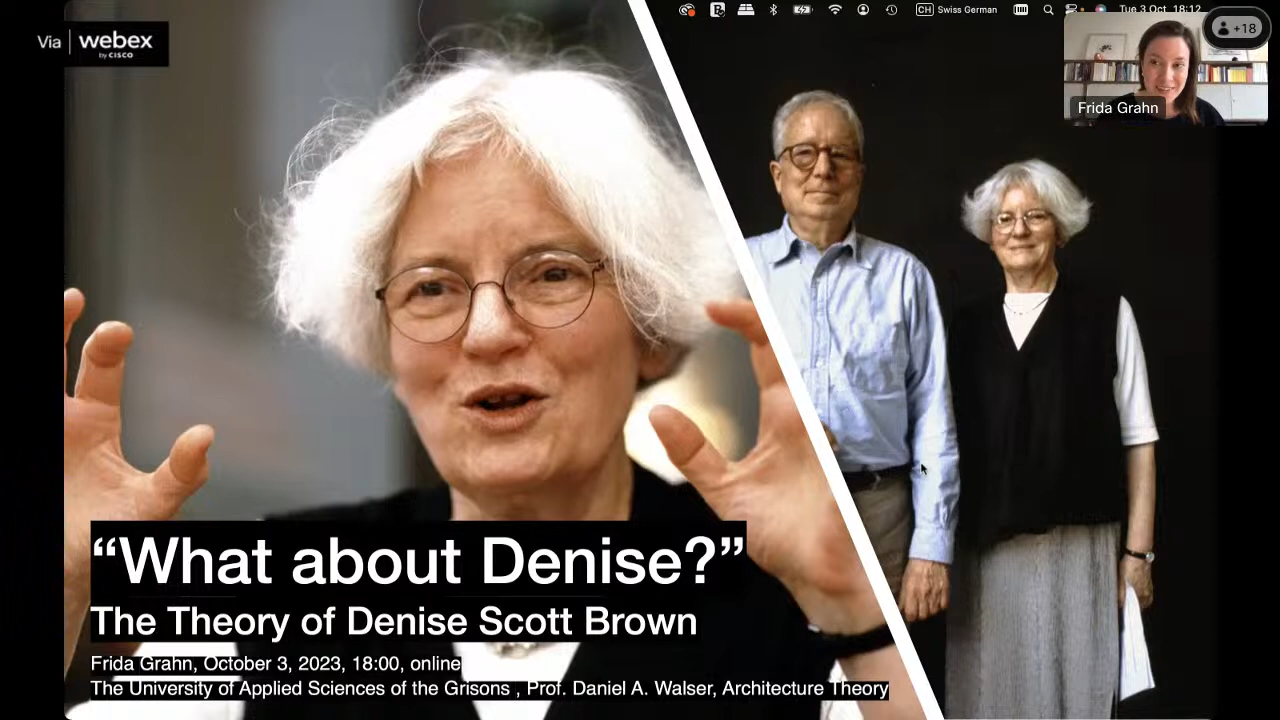 Via webex
by CISCO
CH Swiss German
Tue 3 Oct 18:12
+18
Frida Grahn
“What about Denise?”
The Theory of Denise Scott Brown
Frida Grahn, October 3, 2023, 18:00, online
The University of Applied Sciences of the Grisons , Prof. Daniel A. Walser, Architecture Theory